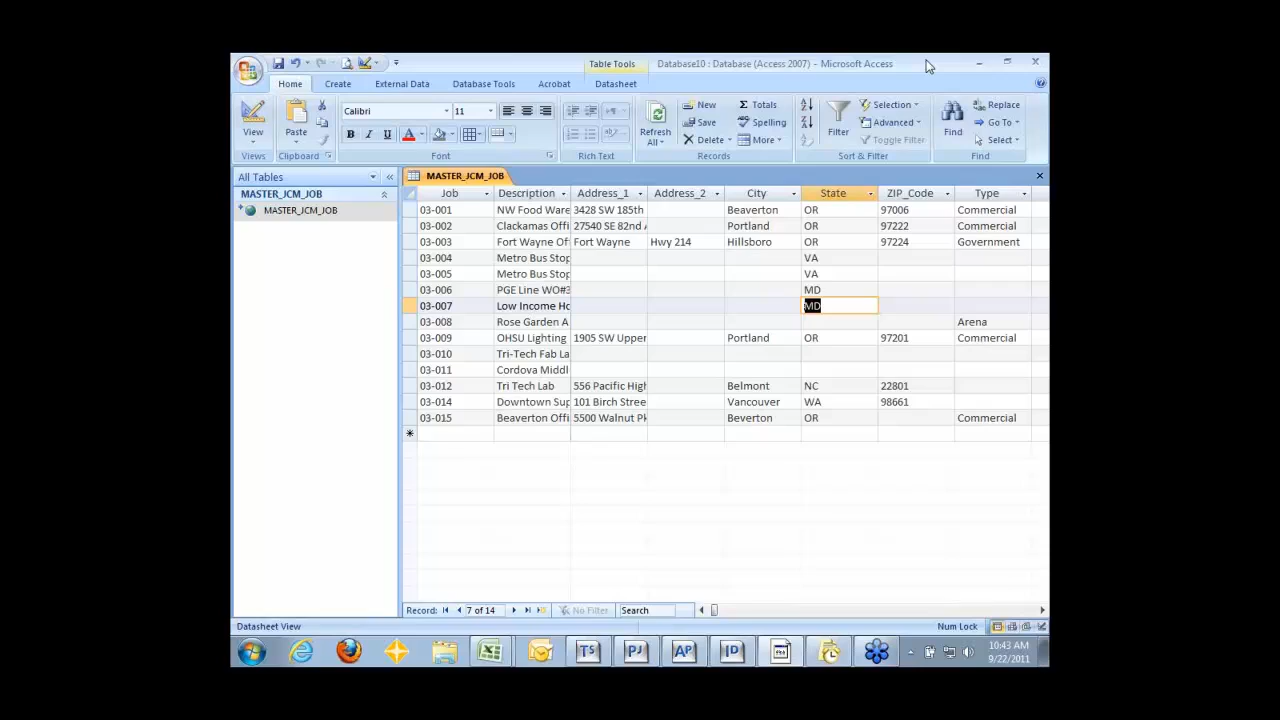 Table Tools Database10 : Database (Access 2007) - Microsoft Access
Home Create External Data Database Tools Acrobat Datasheet
View Paste Calibri 11 Refresh All New Save Delete Totals Spelling More Filter Selection Advanced Toggle Filter Find Replace Go To Select
Views Clipboard Font Rich Text Records Sort & Filter Find
All Tables MASTER_JCM_JOB
MASTER_JCM_JOB Job Description Address_1 Address_2 City State ZIP_Code Type
MASTER_JCM_JOB 03-001 NW Food Ware 3428 SW 185th Beaverton OR 97006 Commercial
03-002 Clackamas Offi 27540 SE 82nd A Portland OR 97222 Commercial
03-003 Fort Wayne Of Fort Wayne Hwy 214 Hillsboro OR 97224 Government
03-004 Metro Bus Stop VA
03-005 Metro Bus Stop VA
03-006 PGE Line WO#3 MD
03-007 Low Income Ho MD
03-008 Rose Garden A Arena
03-009 OHSU Lighting 1905 SW Upper Portland OR 97201 Commercial
03-010 Tri-Tech Fab La
03-011 Cordova Middl
03-012 Tri Tech Lab 556 Pacific High Belmont NC 22801
03-014 Downtown Sup 101 Birch Stree Vancouver WA 98661
03-015 Beaverton Offi 5500 Walnut Pk Beverton OR Commercial
Record: 7 of 14 No Filter Search
Datasheet View Num Lock
TS PJ AP ID 10:43 AM
9/22/2011